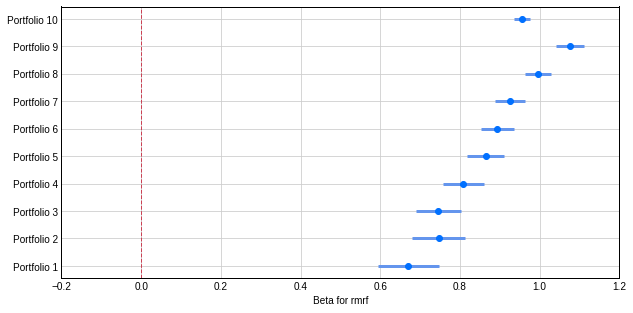 Portfolio 10
Portfolio 9
Portfolio 8
Portfolio 7
Portfolio 6
Portfolio 5
Portfolio 4
Portfolio 3
Portfolio 2
Portfolio 1
−0.2 0.0 0.2 0.4 0.6 0.8 1.0 1.2
Beta for rmrf